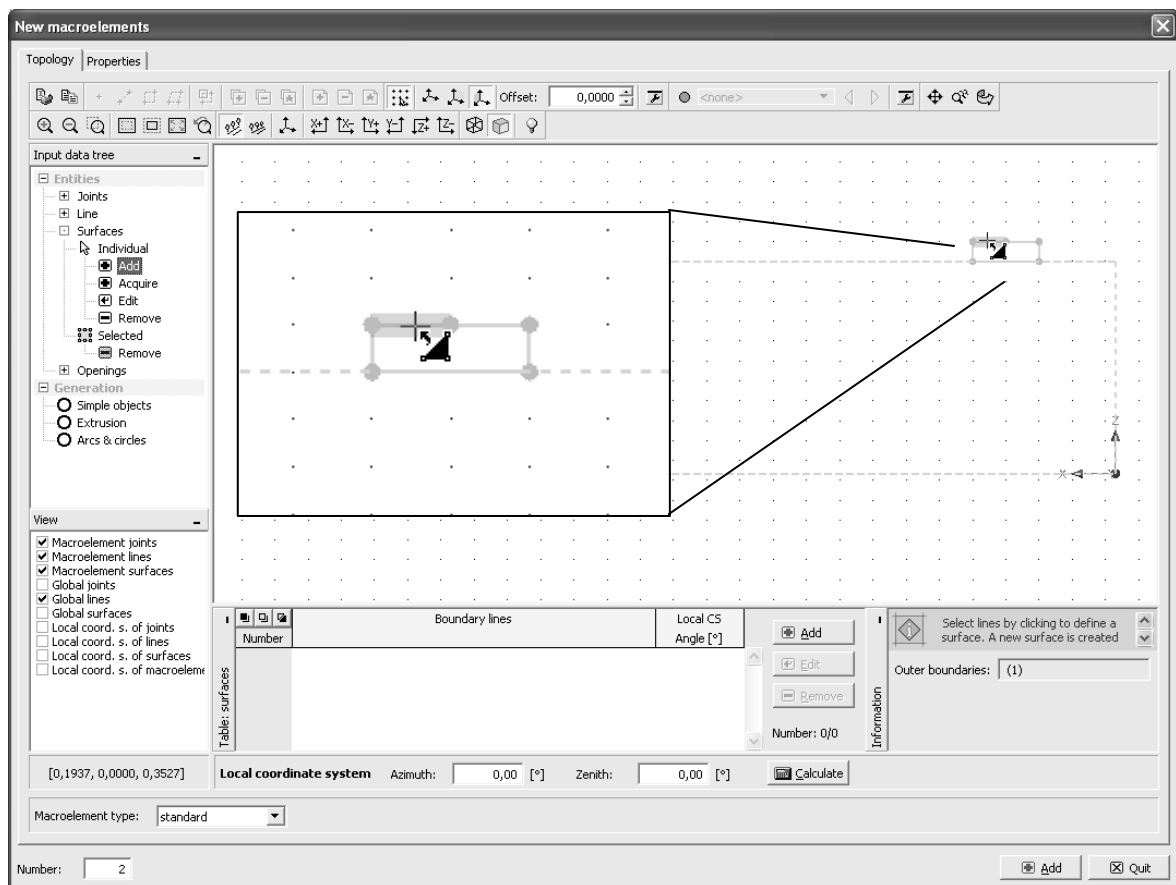 New macroelements
Topology
Properties
Offset:
0,0000
<none>
X+ X- Y+ Y- Z+ Z-
Input data tree
Entities
Joints
Line
Surfaces
Individual
Add
Acquire
Edit
Remove
Selected
Remove
Openings
Generation
Simple objects
Extrusion
Arcs & circles
Z
X
View
Macroelement joints
Macroelement lines
Macroelement surfaces
Global joints
Global lines
Global surfaces
Local coord. s. of joints
Local coord. s. of lines
Local coord. s. of surfaces
Local coord. s. of macroeleme
Table: surfaces
Number
Boundary lines
Local CS
Angle [°]
Add
Edit
Remove
Number: 0/0
Information
Select lines by clicking to define a
surface. A new surface is created
Outer boundaries: (1)
[0,1937, 0,0000, 0,3527]
Local coordinate system Azimuth: 0,00 [°] Zenith: 0,00 [°] Calculate
Macroelement type: standard
Number: 2
Add
Quit